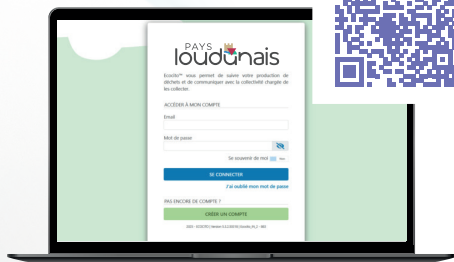 PAYS
loudunais
Ecocito™ vous permet de suivre votre production de
déchets et de communiquer avec la collectivité chargée de
les collecter.
ACCÉDER À MON COMPTE
Email
Mot de passe
Se souvenir de moi
SE CONNECTER
J'ai oublié mon mot de passe
PAS ENCORE DE COMPTE ?
CRÉER UN COMPTE